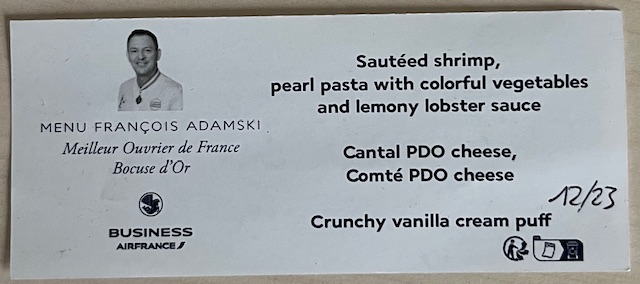 MENU FRANÇOIS ADAMSKI
Meilleur Ouvrier de France
Bocuse d'Or
BUSINESS
AIRFRANCE
Sautéed shrimp,
pearl pasta with colorful vegetables
and lemony lobster sauce
Cantal PDO cheese,
Comté PDO cheese
Crunchy vanilla cream puff
12/23